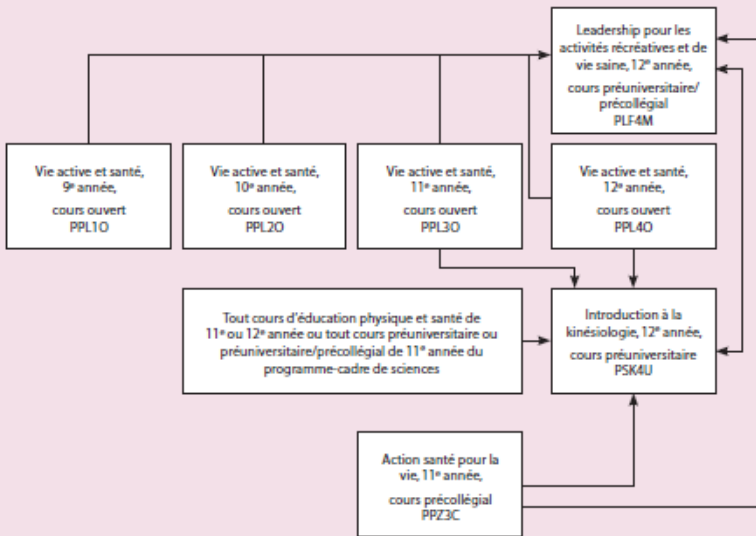 Leadership pour les
activités récréatives et de
vie saine, 12e année,
cours préuniversitaire/
précollégial
PLF4M
Vie active et santé,
9e année,
cours ouvert
PPL1O
Vie active et santé,
10e année,
cours ouvert
PPL2O
Vie active et santé,
11e année,
cours ouvert
PPL3O
Vie active et santé,
12e année,
cours ouvert
PPL4O
Tout cours d'éducation physique et santé de
11e ou 12e année ou tout cours préuniversitaire ou
préuniversitaire/précollégial de 11e année du
programme-cadre de sciences
Introduction à la
kinésiologie, 12e année,
cours préuniversitaire
PSK4U
Action santé pour la
vie, 11e année,
cours précollégial
PPZ3C